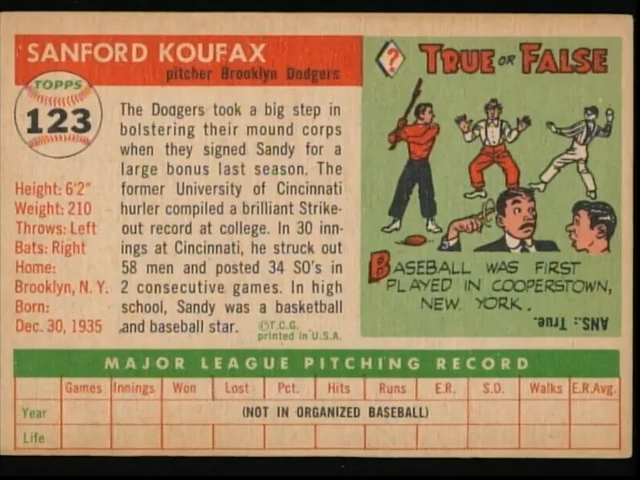 SANFORD KOUFAX
pitcher Brooklyn Dodgers
TOPPS
123
Height: 6'2"
Weight: 210
Throws: Left
Bats: Right
Home:
Brooklyn, N. Y.
Born:
Dec. 30, 1935
The Dodgers took a big step in
bolstering their mound corps
when they signed Sandy for a
large bonus last season. The
former University of Cincinnati
hurler compiled a brilliant Strike-
out record at college. In 30 inn-
ings at Cincinnati, he struck out
58 men and posted 34 SO's in
2 consecutive games. In high
school, Sandy was a basketball
and baseball star.
©T.C.G.
printed in U.S.A.
?
TRUE OR FALSE
BASEBALL WAS FIRST
PLAYED IN COOPERSTOWN,
NEW YORK.
ANS.: True.
MAJOR LEAGUE PITCHING RECORD
Games Innings Won Lost Pct. Hits Runs E.R. S.O. Walks E.R.Avg.
Year (NOT IN ORGANIZED BASEBALL)
Life